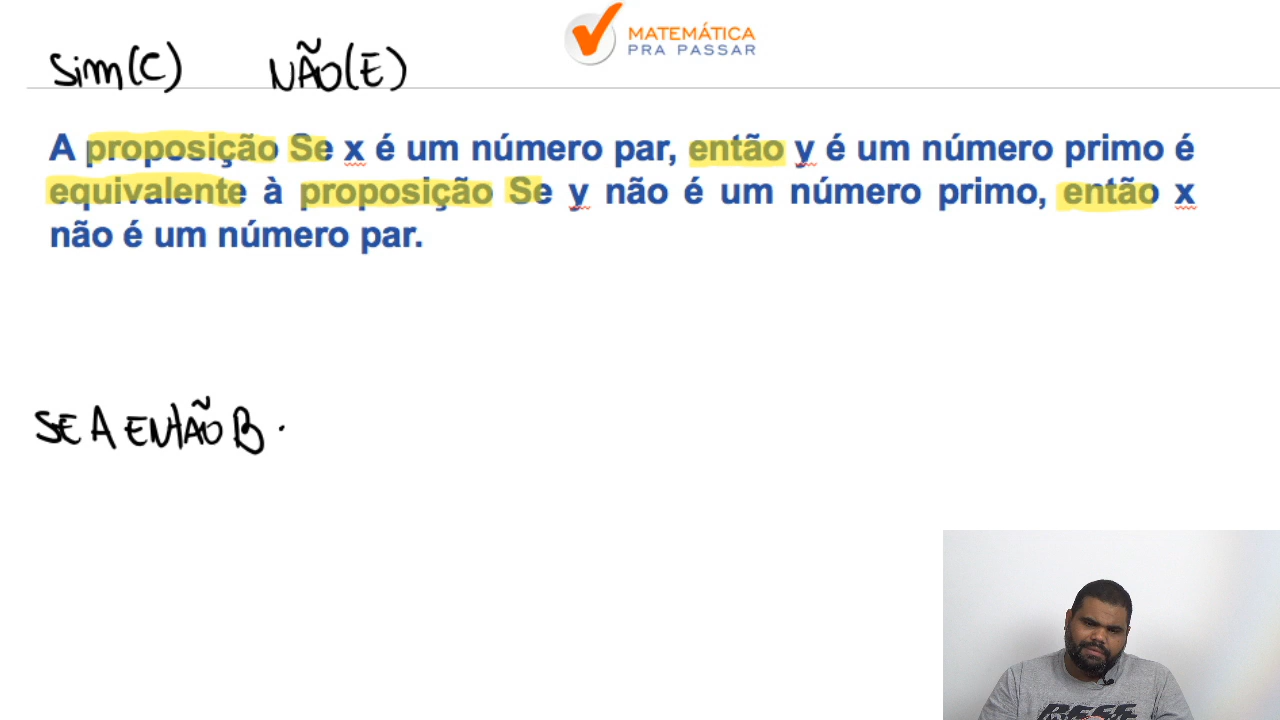 MATEMÁTICA
PRA PASSAR
Sim(C) NÃO(E)
A proposição Se x é um número par, então y é um número primo é
equivalente à proposição Se y não é um número primo, então x
não é um número par.
SE A ENTÃO B